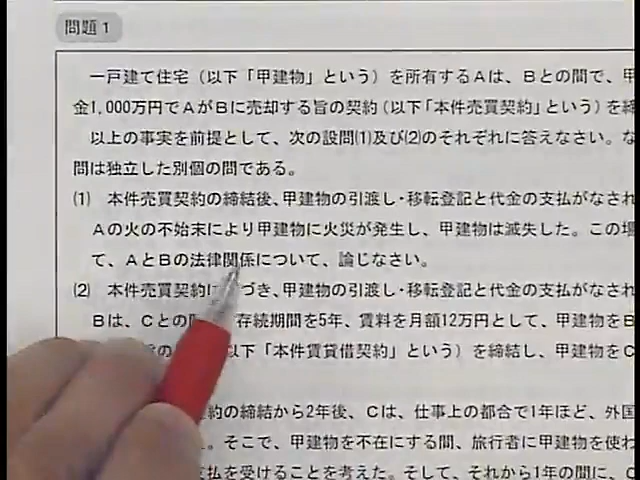 問題1
一戸建て住宅（以下「甲建物」という）を所有するAは、Bとの間で、甲
金1,000万円でAがBに売却する旨の契約（以下「本件売買契約」という）を締
以上の事実を前提として、次の設問(1)及び(2)のそれぞれに答えなさい。な
問は独立した別個の問である。
(1) 本件売買契約の締結後、甲建物の引渡し・移転登記と代金の支払がなされ
Aの火の不始末により甲建物に火災が発生し、甲建物は滅失した。この場
て、AとBの法律関係について、論じなさい。
(2) 本件売買契約に づき、甲建物の引渡し・移転登記と代金の支払がなされ
Bは、Cとの 存続期間を5年、賃料を月額12万円として、甲建物をB
の 以下「本件賃貸借契約」という）を締結し、甲建物をC
約の締結から2年後、Cは、仕事上の都合で1年ほど、外国
。そこで、甲建物を不在にする間、旅行者に甲建物を使わ
支払を受けることを考えた。そして、それから1年の間に、C